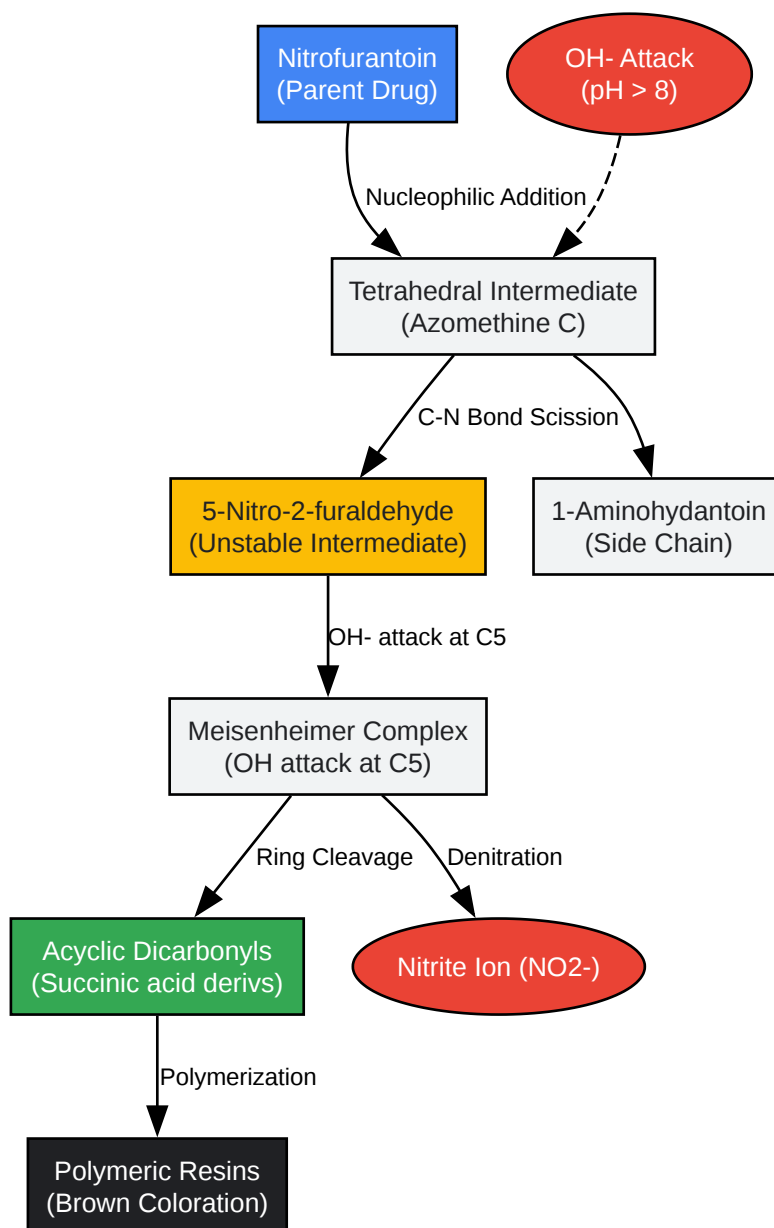 Nitrofurantoin
(Parent Drug)
OH- Attack
(pH > 8)
Nucleophilic Addition
Tetrahedral Intermediate
(Azomethine C)
C-N Bond Scission
5-Nitro-2-furaldehyde
(Unstable Intermediate)
1-Aminohydantoin
(Side Chain)
OH- attack at C5
Meisenheimer Complex
(OH attack at C5)
Ring Cleavage
Denitration
Acyclic Dicarbonyls
(Succinic acid derivs)
Nitrite Ion (NO2-)
Polymerization
Polymeric Resins
(Brown Coloration)